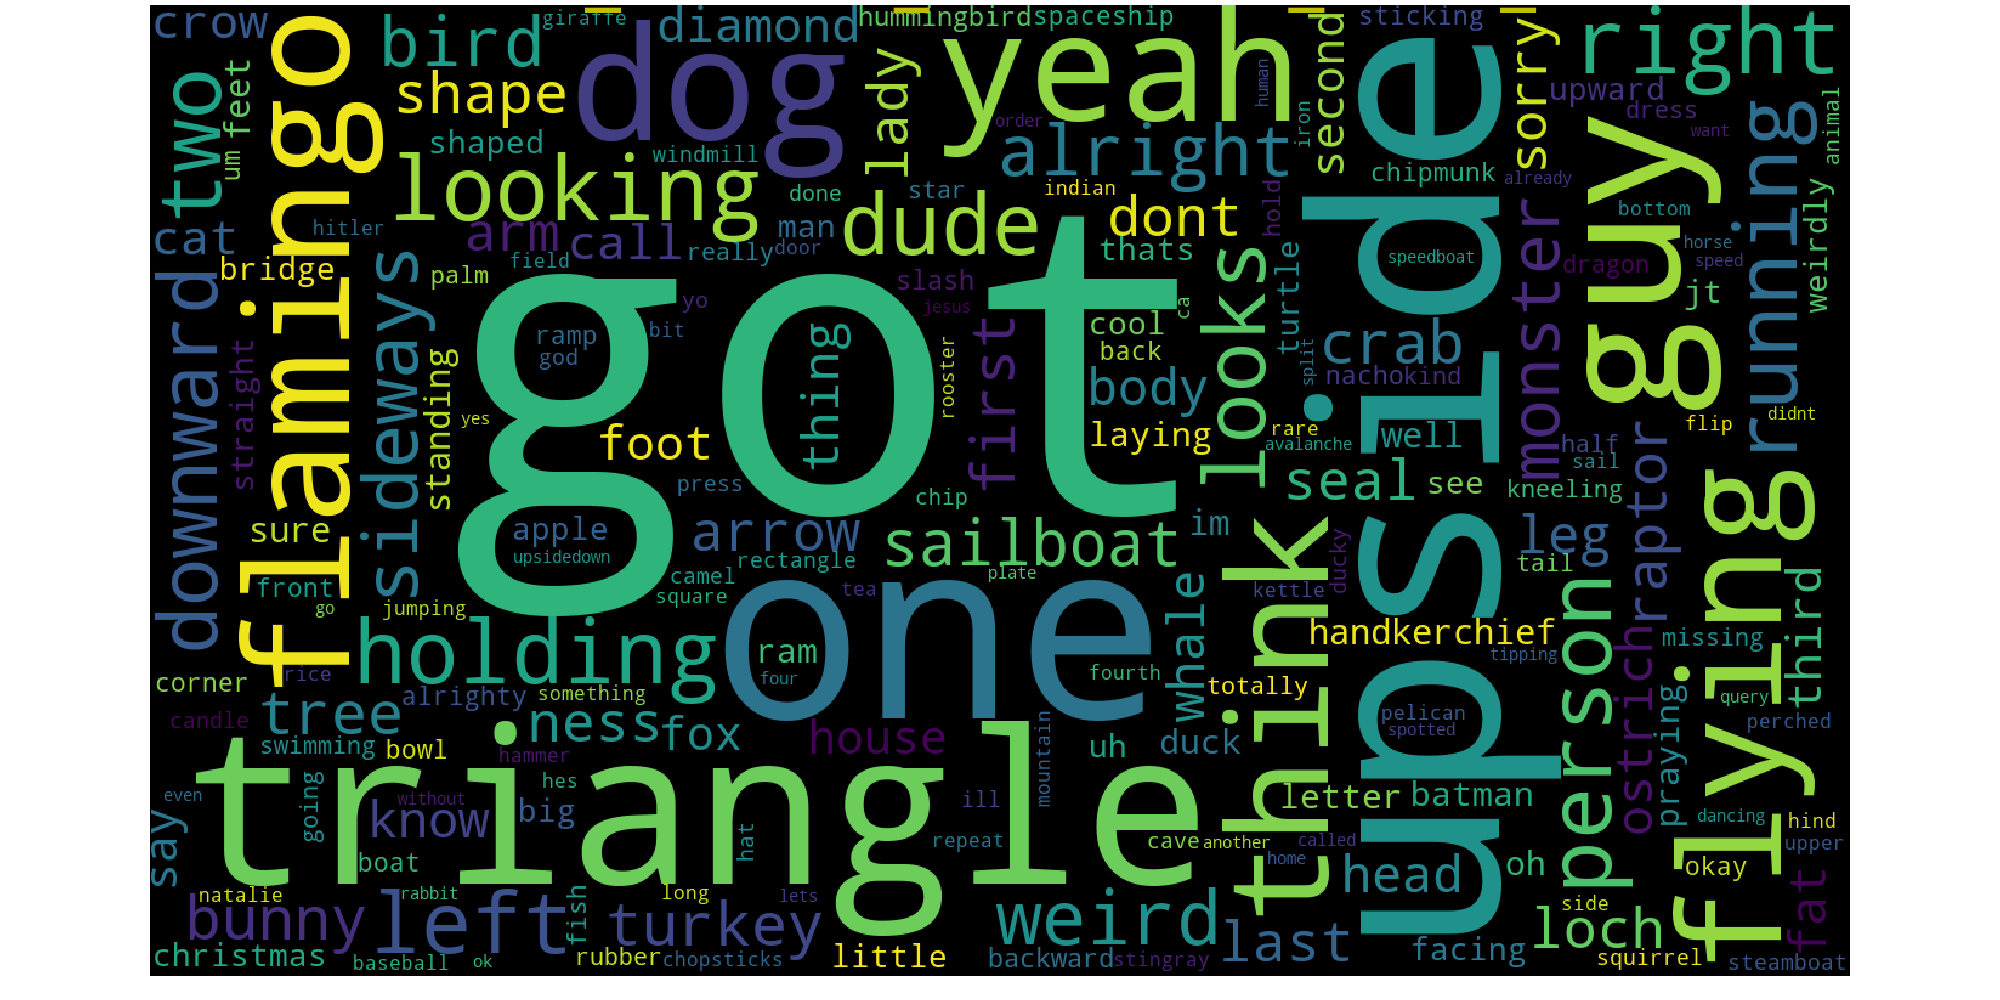 crow
giraffe
bird
diamond
hummingbird
spaceship
sticking
right
flamingo
dog
yeah
lady
human
second
upside
sorry
two
um
feet
shape
shaped
looking
windmill
done
star
order
alright
indian
iron
chipmunk
upward
dress
want
animal
already
running
guy
weirdly
cat
hitler
bridge
downward
sideways
arm
field
call
really
man
door
dude
dont
thats
hold
turtle
speedboat
monster
bottom
horse
speed
dragon
jt
palm
yo
bit
slash
jesus
got
ramp
god
thing
rooster
first
cool
back
ca
looks
split
crab
nachokind
straight
standing
yes
foot
body
laying
rare
avalanche
well
half
sail
raptor
flip
didnt
flying
sure
press
chip
seal
see
kneeling
apple
upsidedown
arrow
sailboat
im
think
leg
tail
front
go
jumping
camel
square
rectangle
tea
plate
one
whale
kettle
ducky
handkerchief
tipping
person
ostrich
missing
third
holding
ram
four
fourth
corner
rice
candle
alrighty
something
totally
query
perched
tree
ness
fox
house
mountain
uh
duck
pelican
spotted
praying
swimming
bowl
hammer
triangle
even
going
without
know
hes
big
ill
letter
batman
dancing
hind
upper
say
boat
hat
repeat
cave
another
called
home
head
oh
okay
fat
natalie
rabbit
long
lets
side
bunny
left
fish
turkey
weird
last
loch
christmas
baseball
ok
rubber
chopsticks
little
backward
stingray
facing
squirrel
steamboat